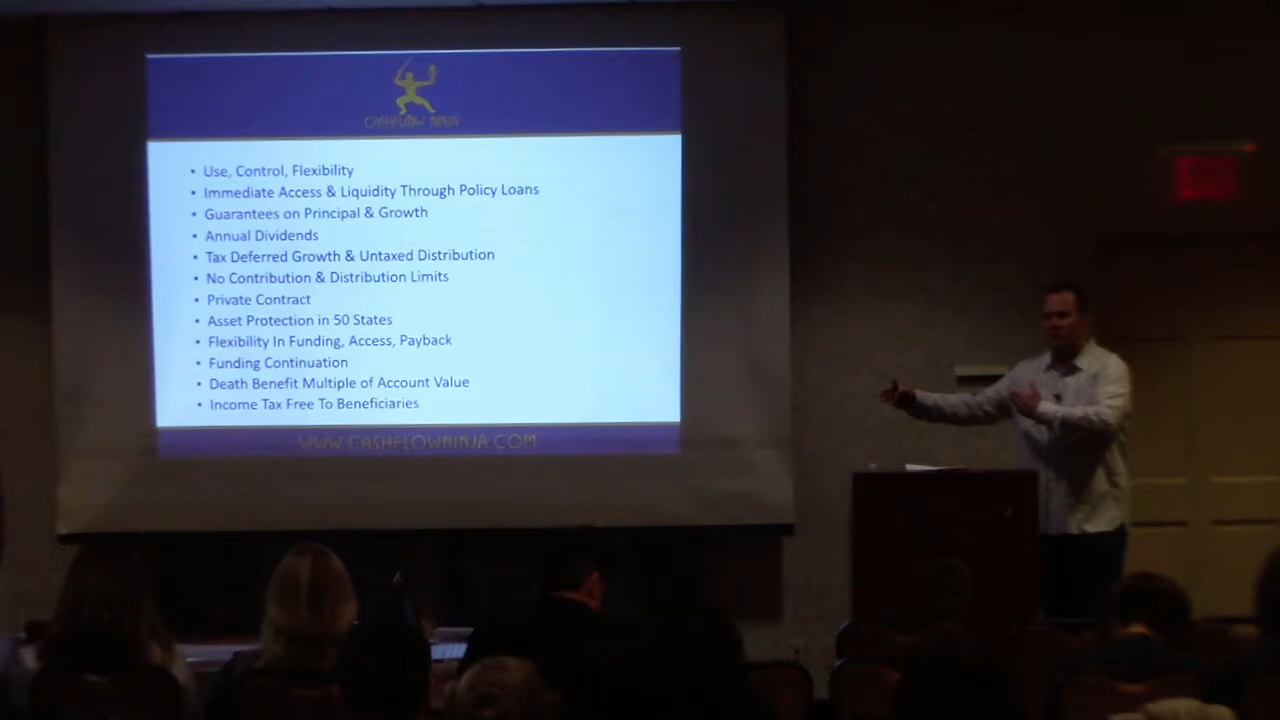 CASHFLOW NINJA
• Use, Control, Flexibility
• Immediate Access & Liquidity Through Policy Loans
• Guarantees on Principal & Growth
• Annual Dividends
• Tax Deferred Growth & Untaxed Distribution
• No Contribution & Distribution Limits
• Private Contract
• Asset Protection in 50 States
• Flexibility In Funding, Access, Payback
• Funding Continuation
• Death Benefit Multiple of Account Value
• Income Tax Free To Beneficiaries
WWW.CASHFLOWNINJA.COM